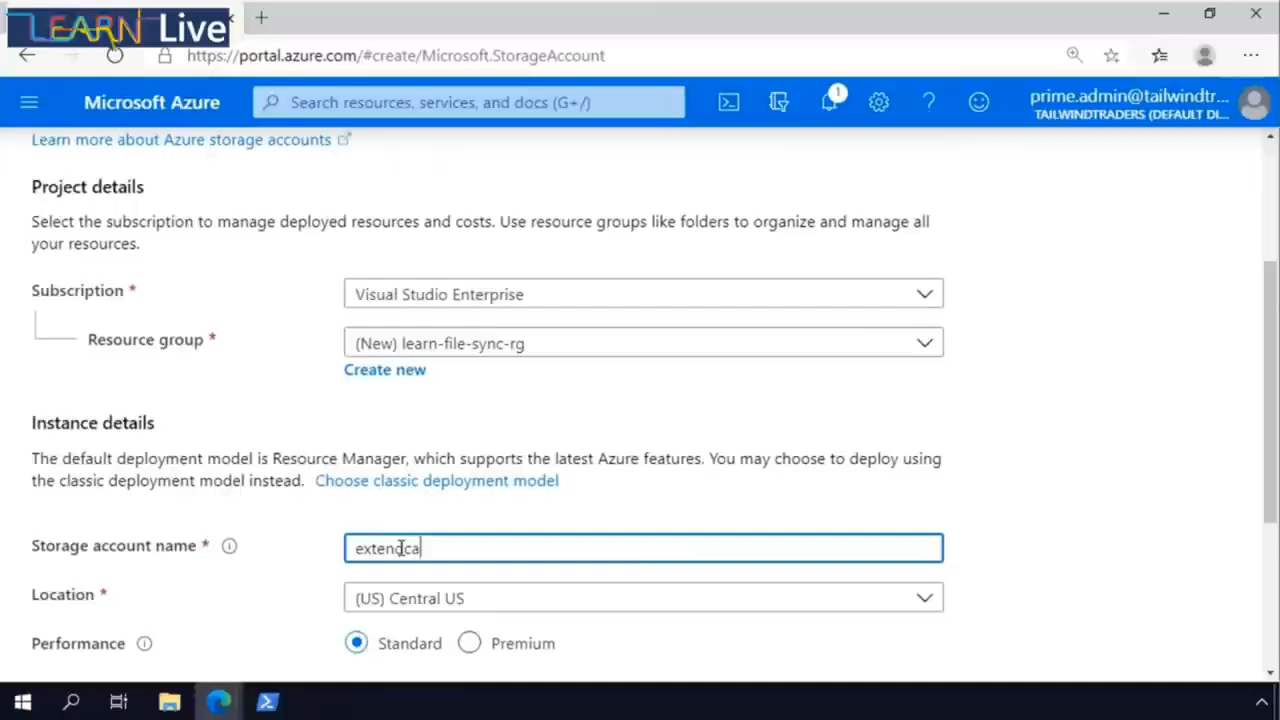 LEARN Live
https://portal.azure.com/#create/Microsoft.StorageAccount
Microsoft Azure
Search resources, services, and docs (G+/)
1
prime.admin@tailwindtr...
TAILWINDTRADERS (DEFAULT DI...
Learn more about Azure storage accounts
Project details
Select the subscription to manage deployed resources and costs. Use resource groups like folders to organize and manage all
your resources.
Subscription *
Visual Studio Enterprise
Resource group *
(New) learn-file-sync-rg
Create new
Instance details
The default deployment model is Resource Manager, which supports the latest Azure features. You may choose to deploy using
the classic deployment model instead. Choose classic deployment model
Storage account name *
extendca
Location *
(US) Central US
Performance
Standard
Premium